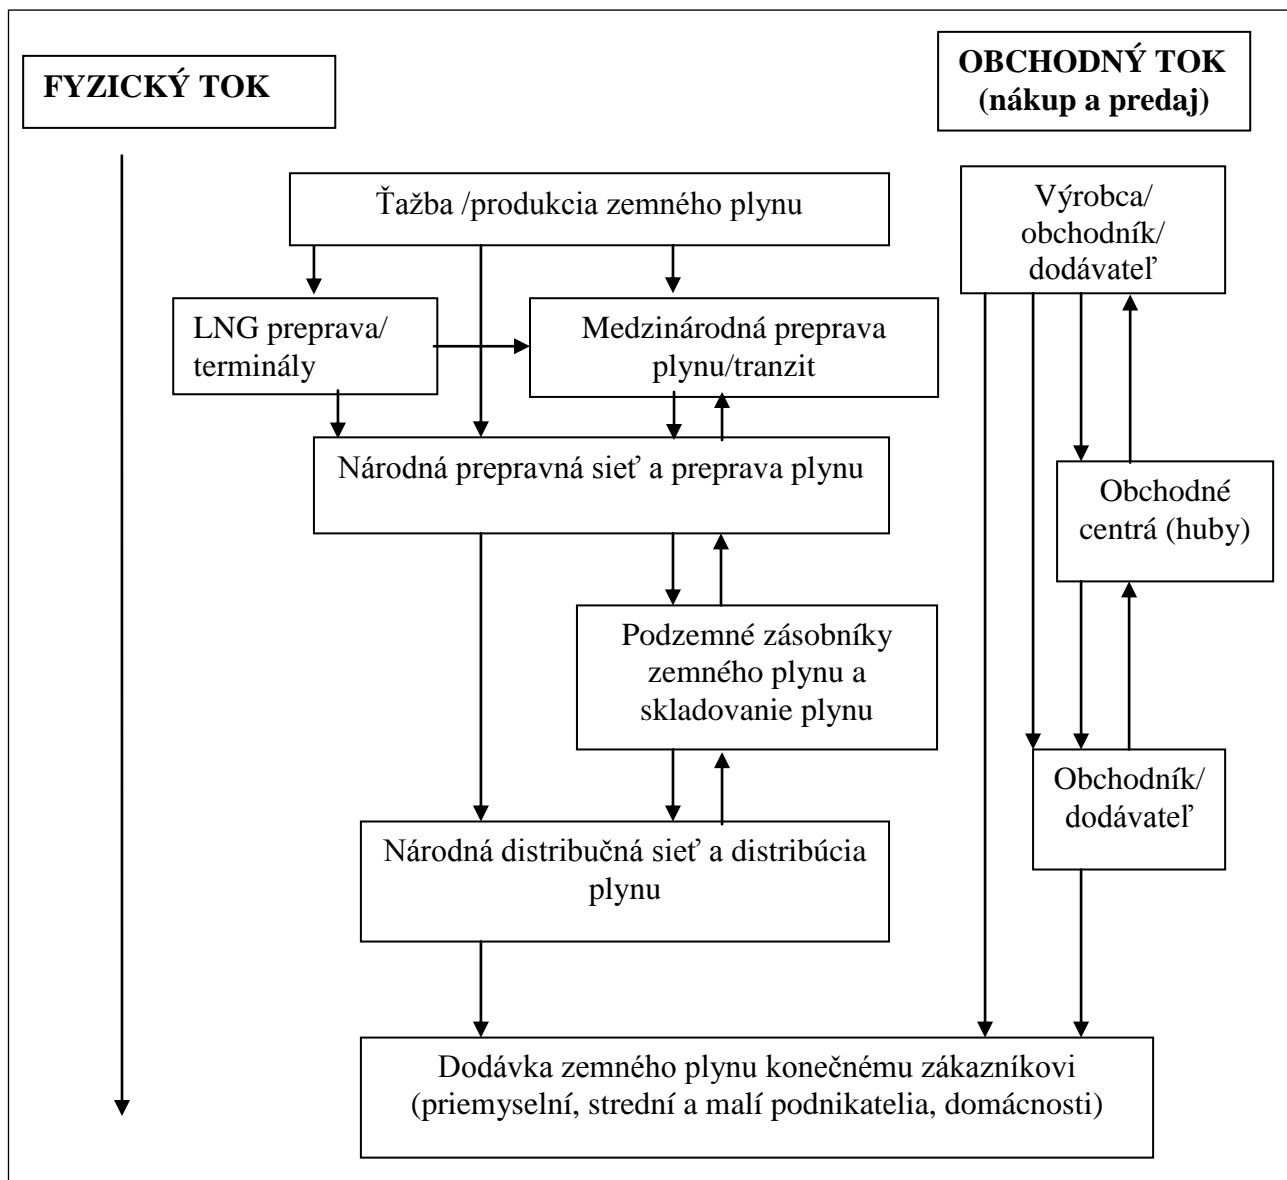 FYZICKÝ TOK
OBCHODNÝ TOK
(nákup a predaj)
Ťažba /produkcia zemného plynu
Výrobca/
obchodník/
dodávateľ
LNG preprava/
terminály
Medzinárodná preprava
plynu/tranzit
Národná prepravná sieť a preprava plynu
Obchodné
centrá (huby)
Podzemné zásobníky
zemného plynu a
skladovanie plynu
Obchodník/
dodávateľ
Národná distribučná sieť a distribúcia
plynu
Dodávka zemného plynu konečnému zákazníkovi
(priemyselní, strední a malí podnikatelia, domácnosti)